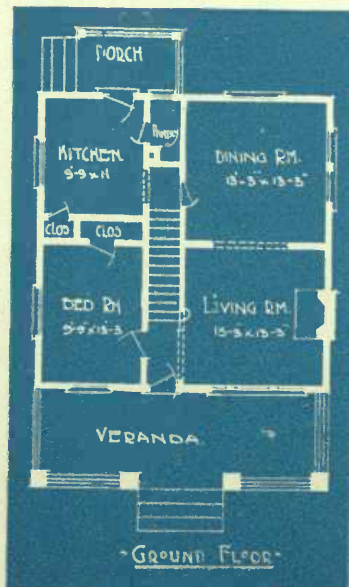 PORCH
KITCHEN
9'-9 x 11
PANTRY
DINING RM.
13'-3" x 13'-3"
CLOS
CLOS
BED RM
9'-9" x 13-3
LIVING RM.
13-3 x 13-3"
VERANDA
- GROUND FLOOR -